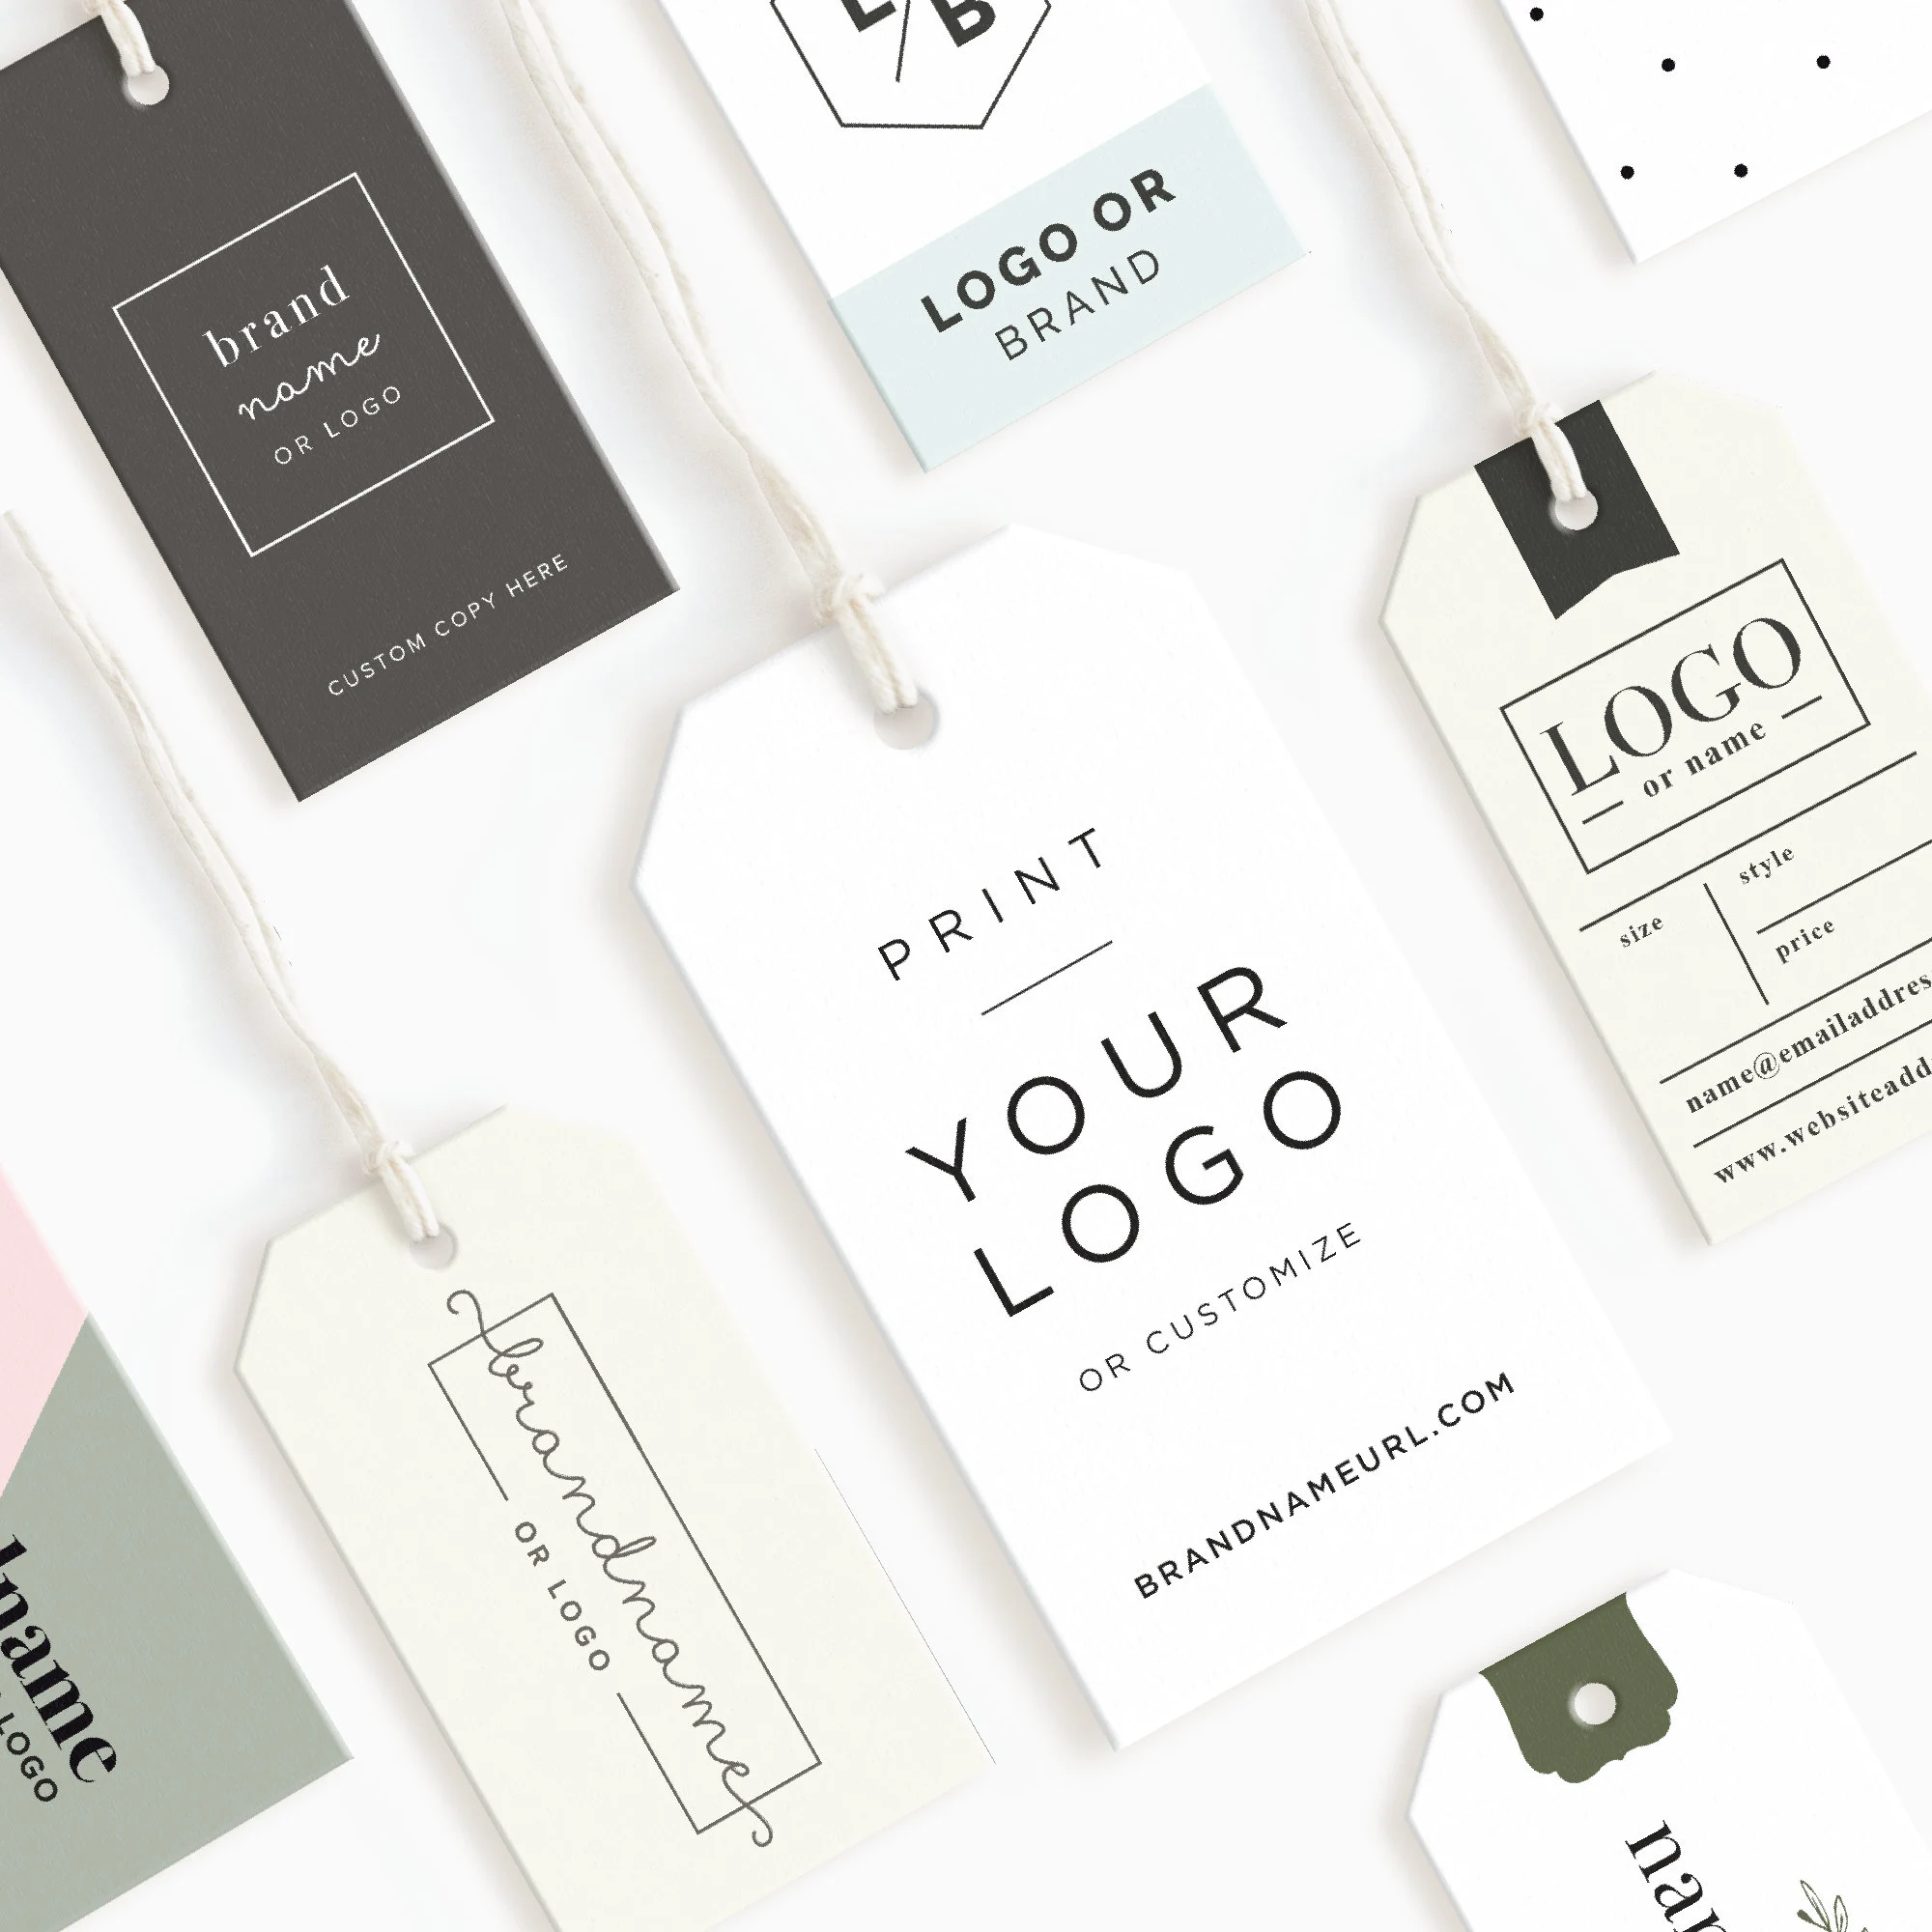 LOGO OR
BRAND
brand
name
OR LOGO
CUSTOM COPY HERE
LOGO
or name
size
style
price
name@emailaddres
www.websiteadd
PRINT
YOUR
LOGO
OR CUSTOMIZE
BRANDNAMEURL.COM
brandname
OR LOGO
name
LOGO